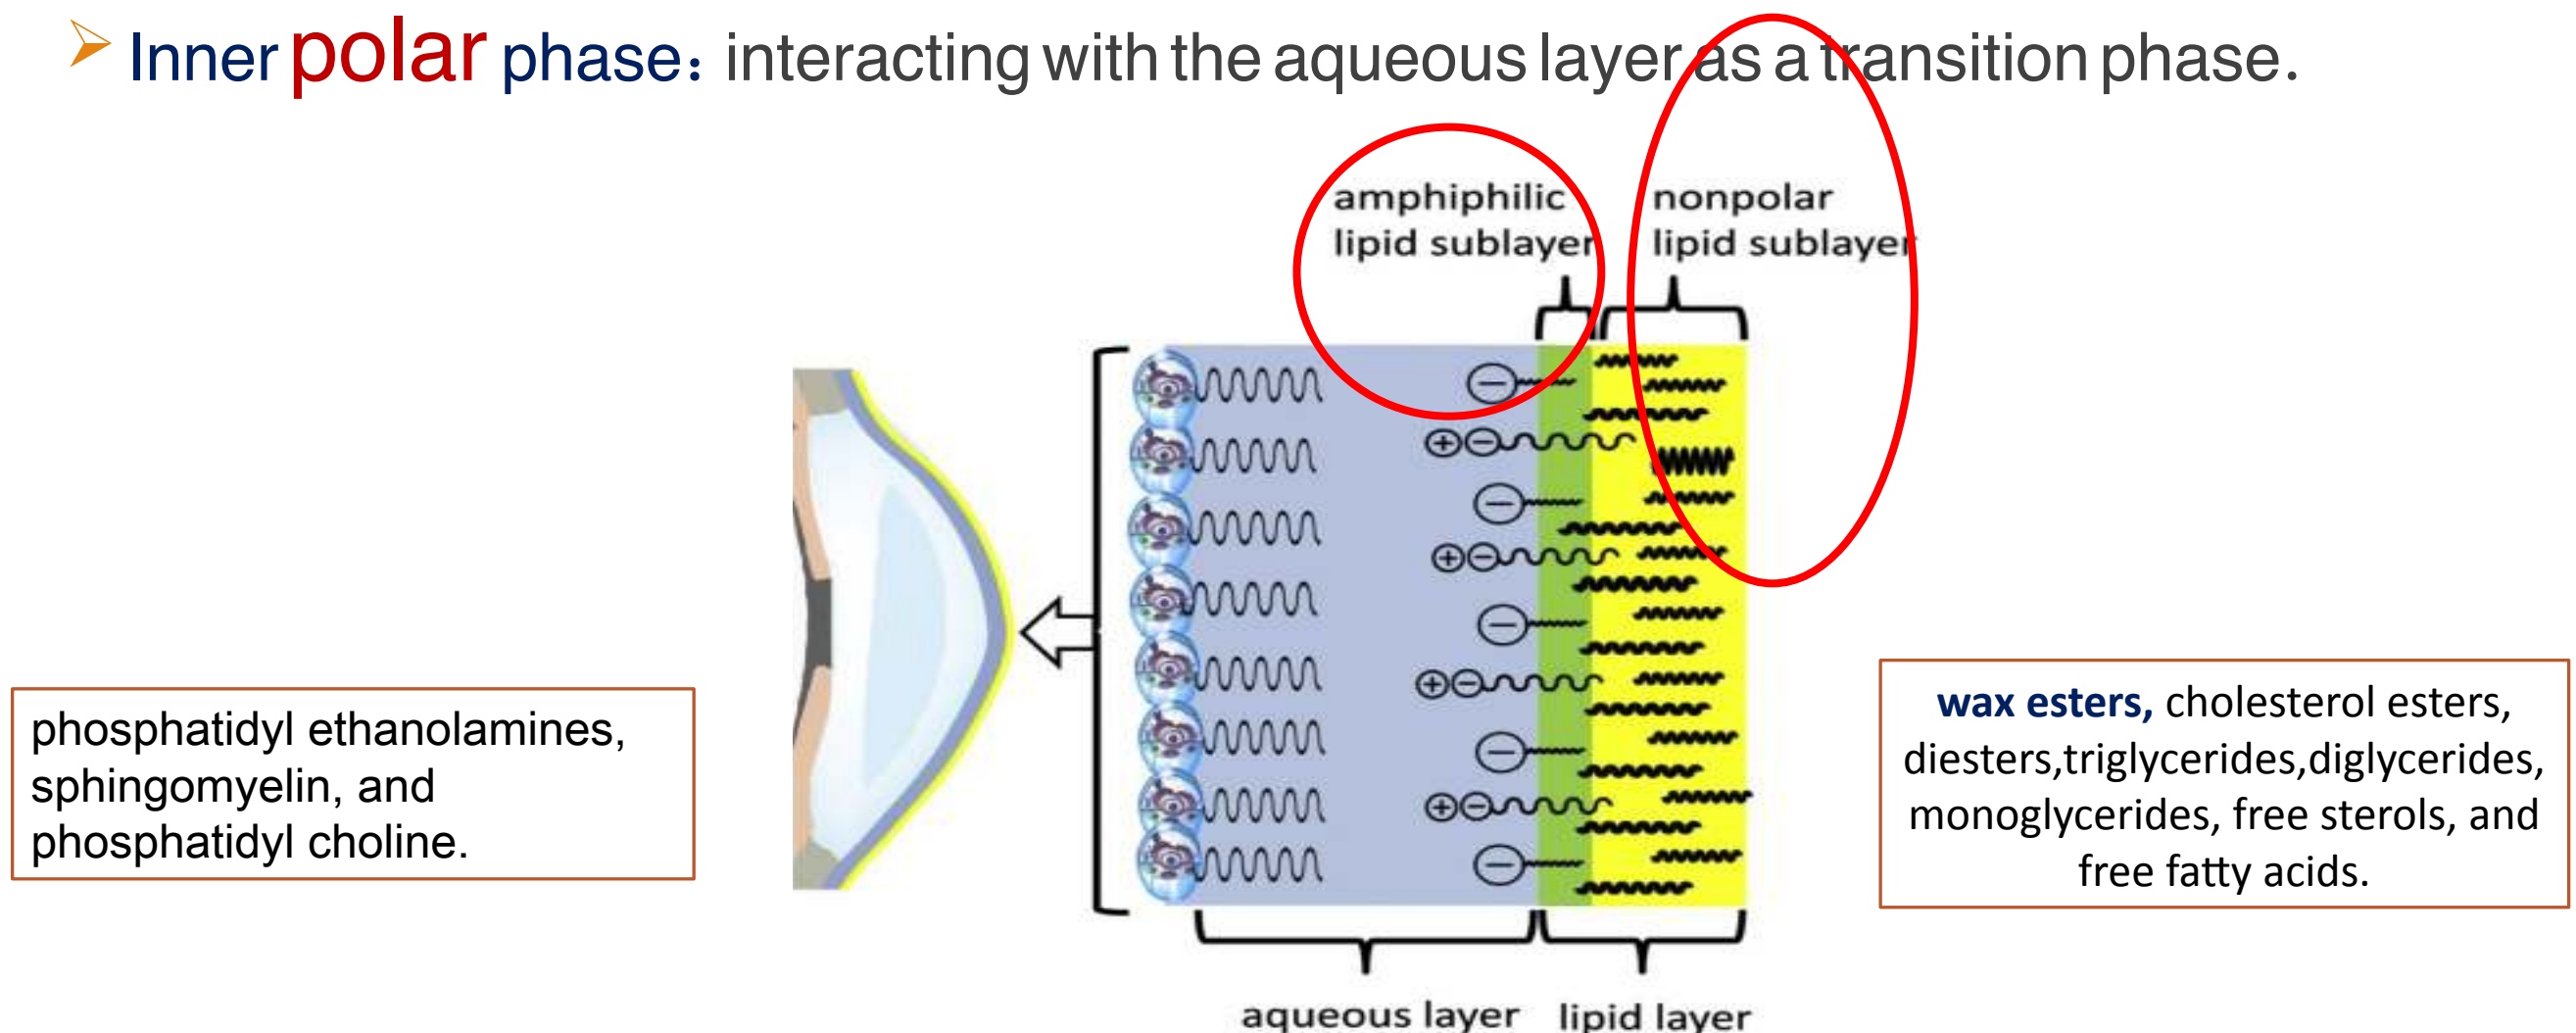 Inner polar phase: interacting with the aqueous layer as a transition phase.
amphiphilic
lipid sublayer
nonpolar
lipid sublayer
phosphatidyl ethanolamines,
sphingomyelin, and
phosphatidyl choline.
wax esters, cholesterol esters,
diesters,triglycerides,diglycerides,
monoglycerides, free sterols, and
free fatty acids.
aqueous layer
lipid layer